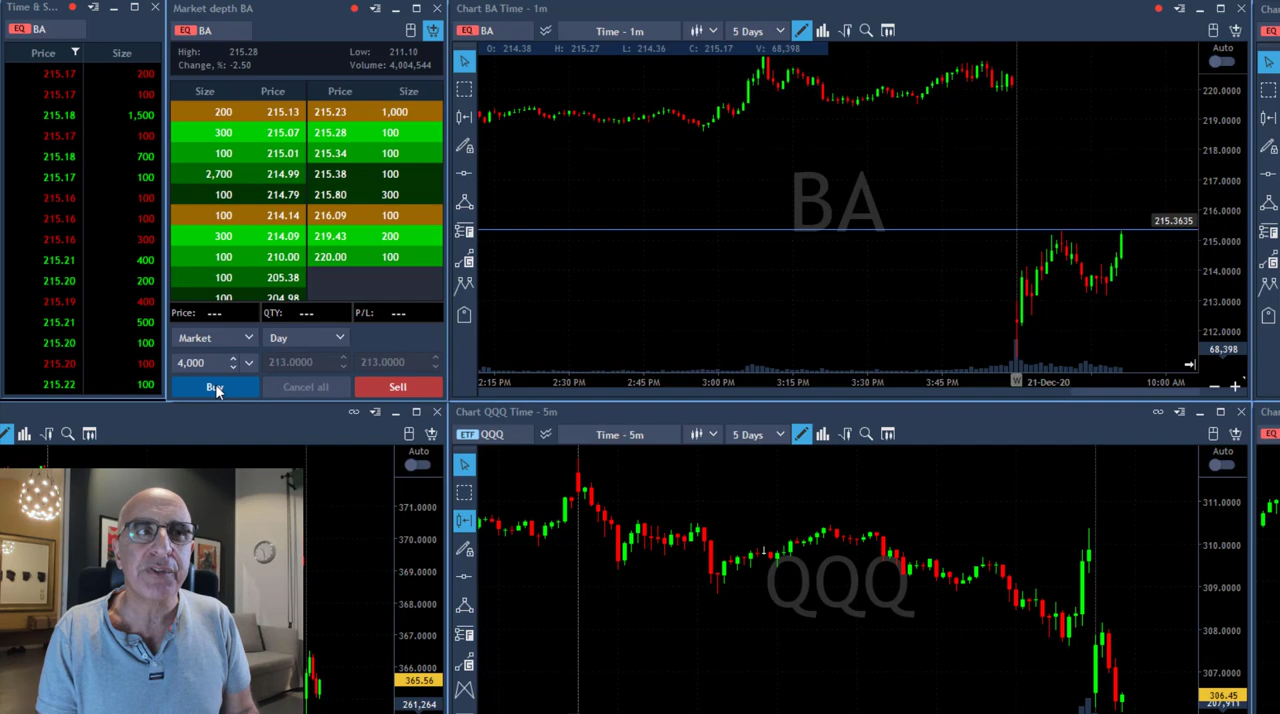 Time & S...
EQ BA
Price Size
215.17 200
215.17 100
215.18 1,500
215.17 100
215.18 700
215.17 100
215.16 100
215.16 100
215.16 300
215.21 400
215.20 200
215.19 400
215.21 500
215.20 100
215.20 100
215.22 100
Market depth BA
EQ BA
High: 215.28 Low: 211.10
Change, %: -2.50 Volume: 4,004,544
Size Price Price Size
200 215.13 215.23 1,000
300 215.07 215.28 100
100 215.01 215.34 100
2,700 214.99 215.38 100
100 214.79 215.80 300
100 214.14 216.09 100
300 214.09 219.43 200
100 210.00 220.00 100
100 205.38
100 204.98
Price: --- QTY: --- P/L: ---
Market Day
4,000 213.0000 213.0000
Buy Cancel all Sell
Chart BA Time - 1m
EQ BA Time - 1m 5 Days
O: 214.38 H: 215.27 L: 214.36 C: 215.17 V: 68,398
BA
Auto
220.0000
219.0000
218.0000
217.0000
216.0000
215.3635
215.0000
214.0000
213.0000
212.0000
68,398
2:15 PM 2:30 PM 2:45 PM 3:00 PM 3:15 PM 3:30 PM 3:45 PM W 21-Dec-20 10:00 AM
Cha
EQ
Auto
371.0000
370.0000
369.0000
368.0000
367.0000
366.0000
365.56
261,264
Chart QQQ Time - 5m
ETF QQQ Time - 5m 5 Days
QQQ
Auto
311.0000
310.0000
309.0000
308.0000
307.0000
306.45
207,911
Cha
EQ